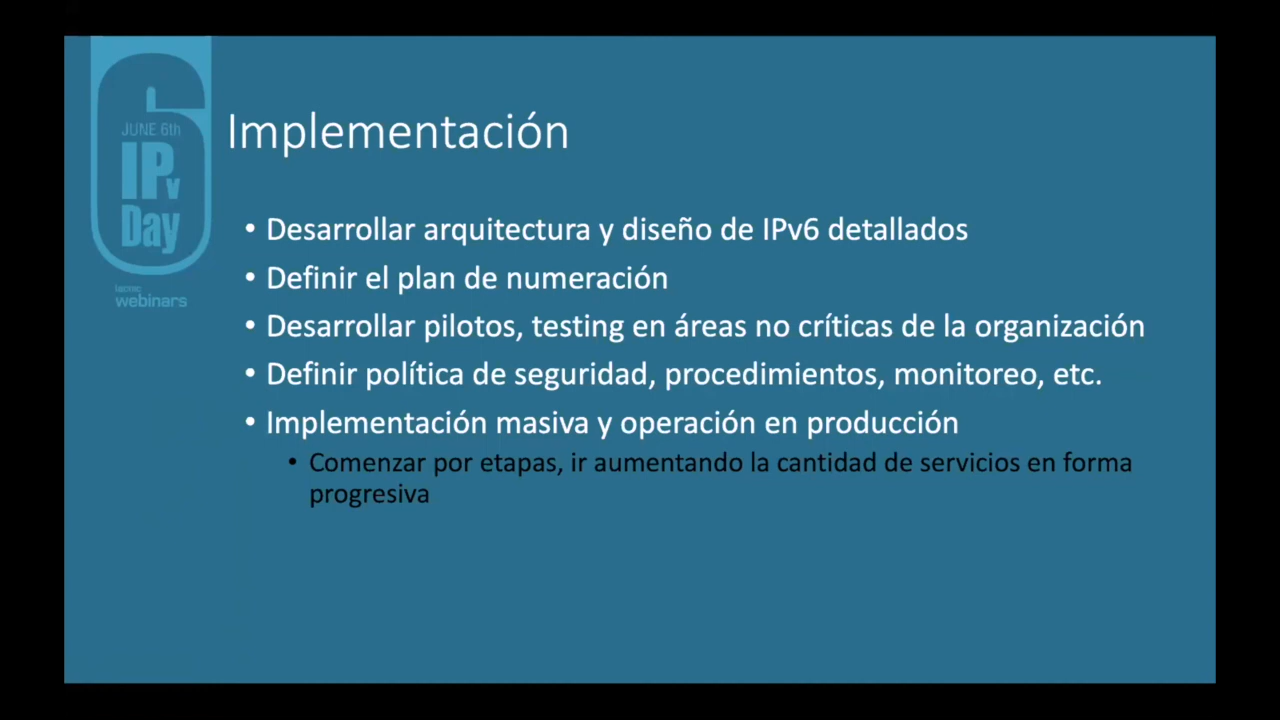 JUNE 6th
IPv
Day
lacnic
webinars
Implementación
• Desarrollar arquitectura y diseño de IPv6 detallados
• Definir el plan de numeración
• Desarrollar pilotos, testing en áreas no críticas de la organización
• Definir política de seguridad, procedimientos, monitoreo, etc.
• Implementación masiva y operación en producción
• Comenzar por etapas, ir aumentando la cantidad de servicios en forma
progresiva